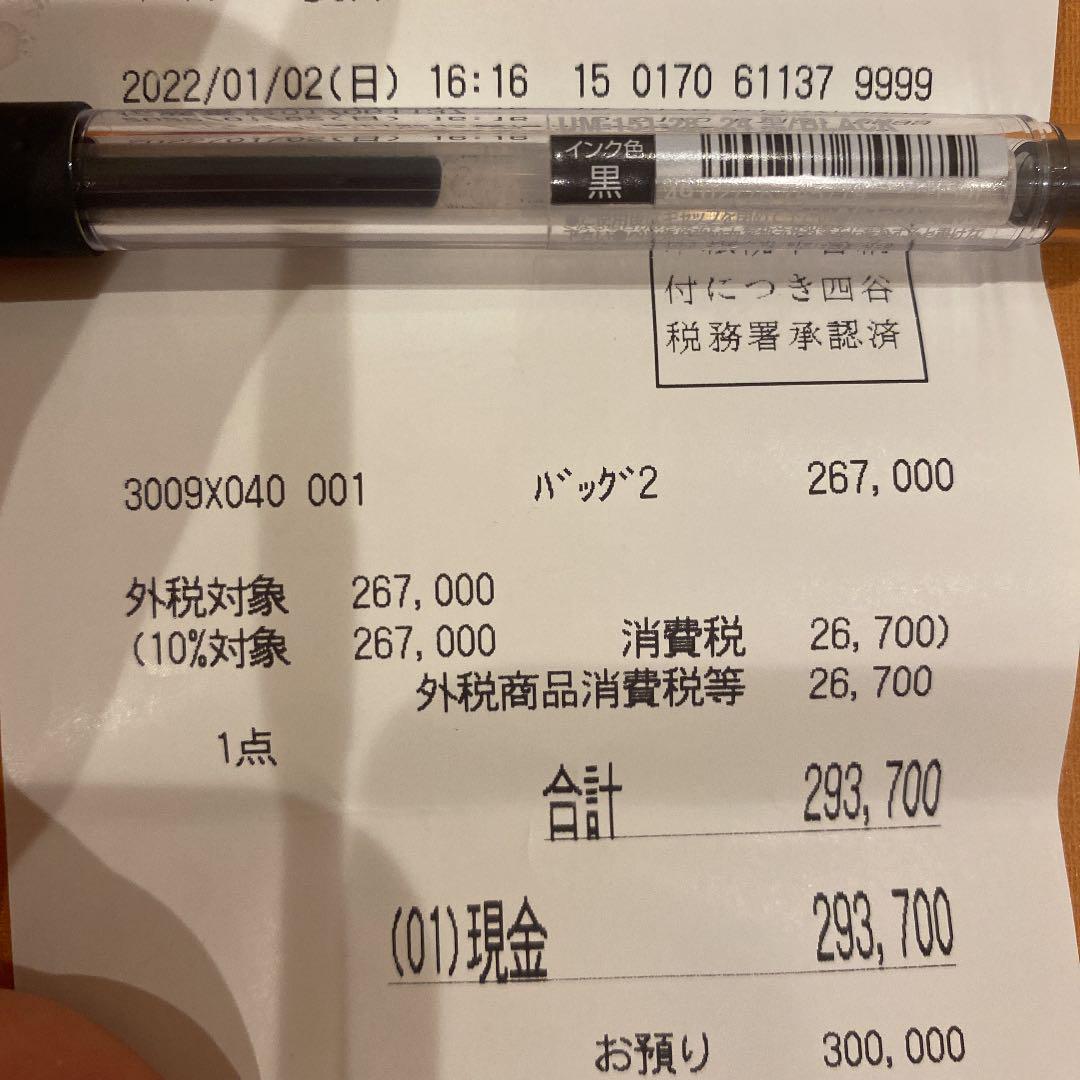 2022/01/02(日) 16:16 15 0170 61137 9999
インク色
黒
付につき四谷
税務署承認済
3009X040 001 バッグ2 267,000
外税対象 267,000
(10%対象 267,000 消費税 26,700)
外税商品消費税等 26,700
1点
合計 293,700
(01)現金 293,700
お預り 300,000